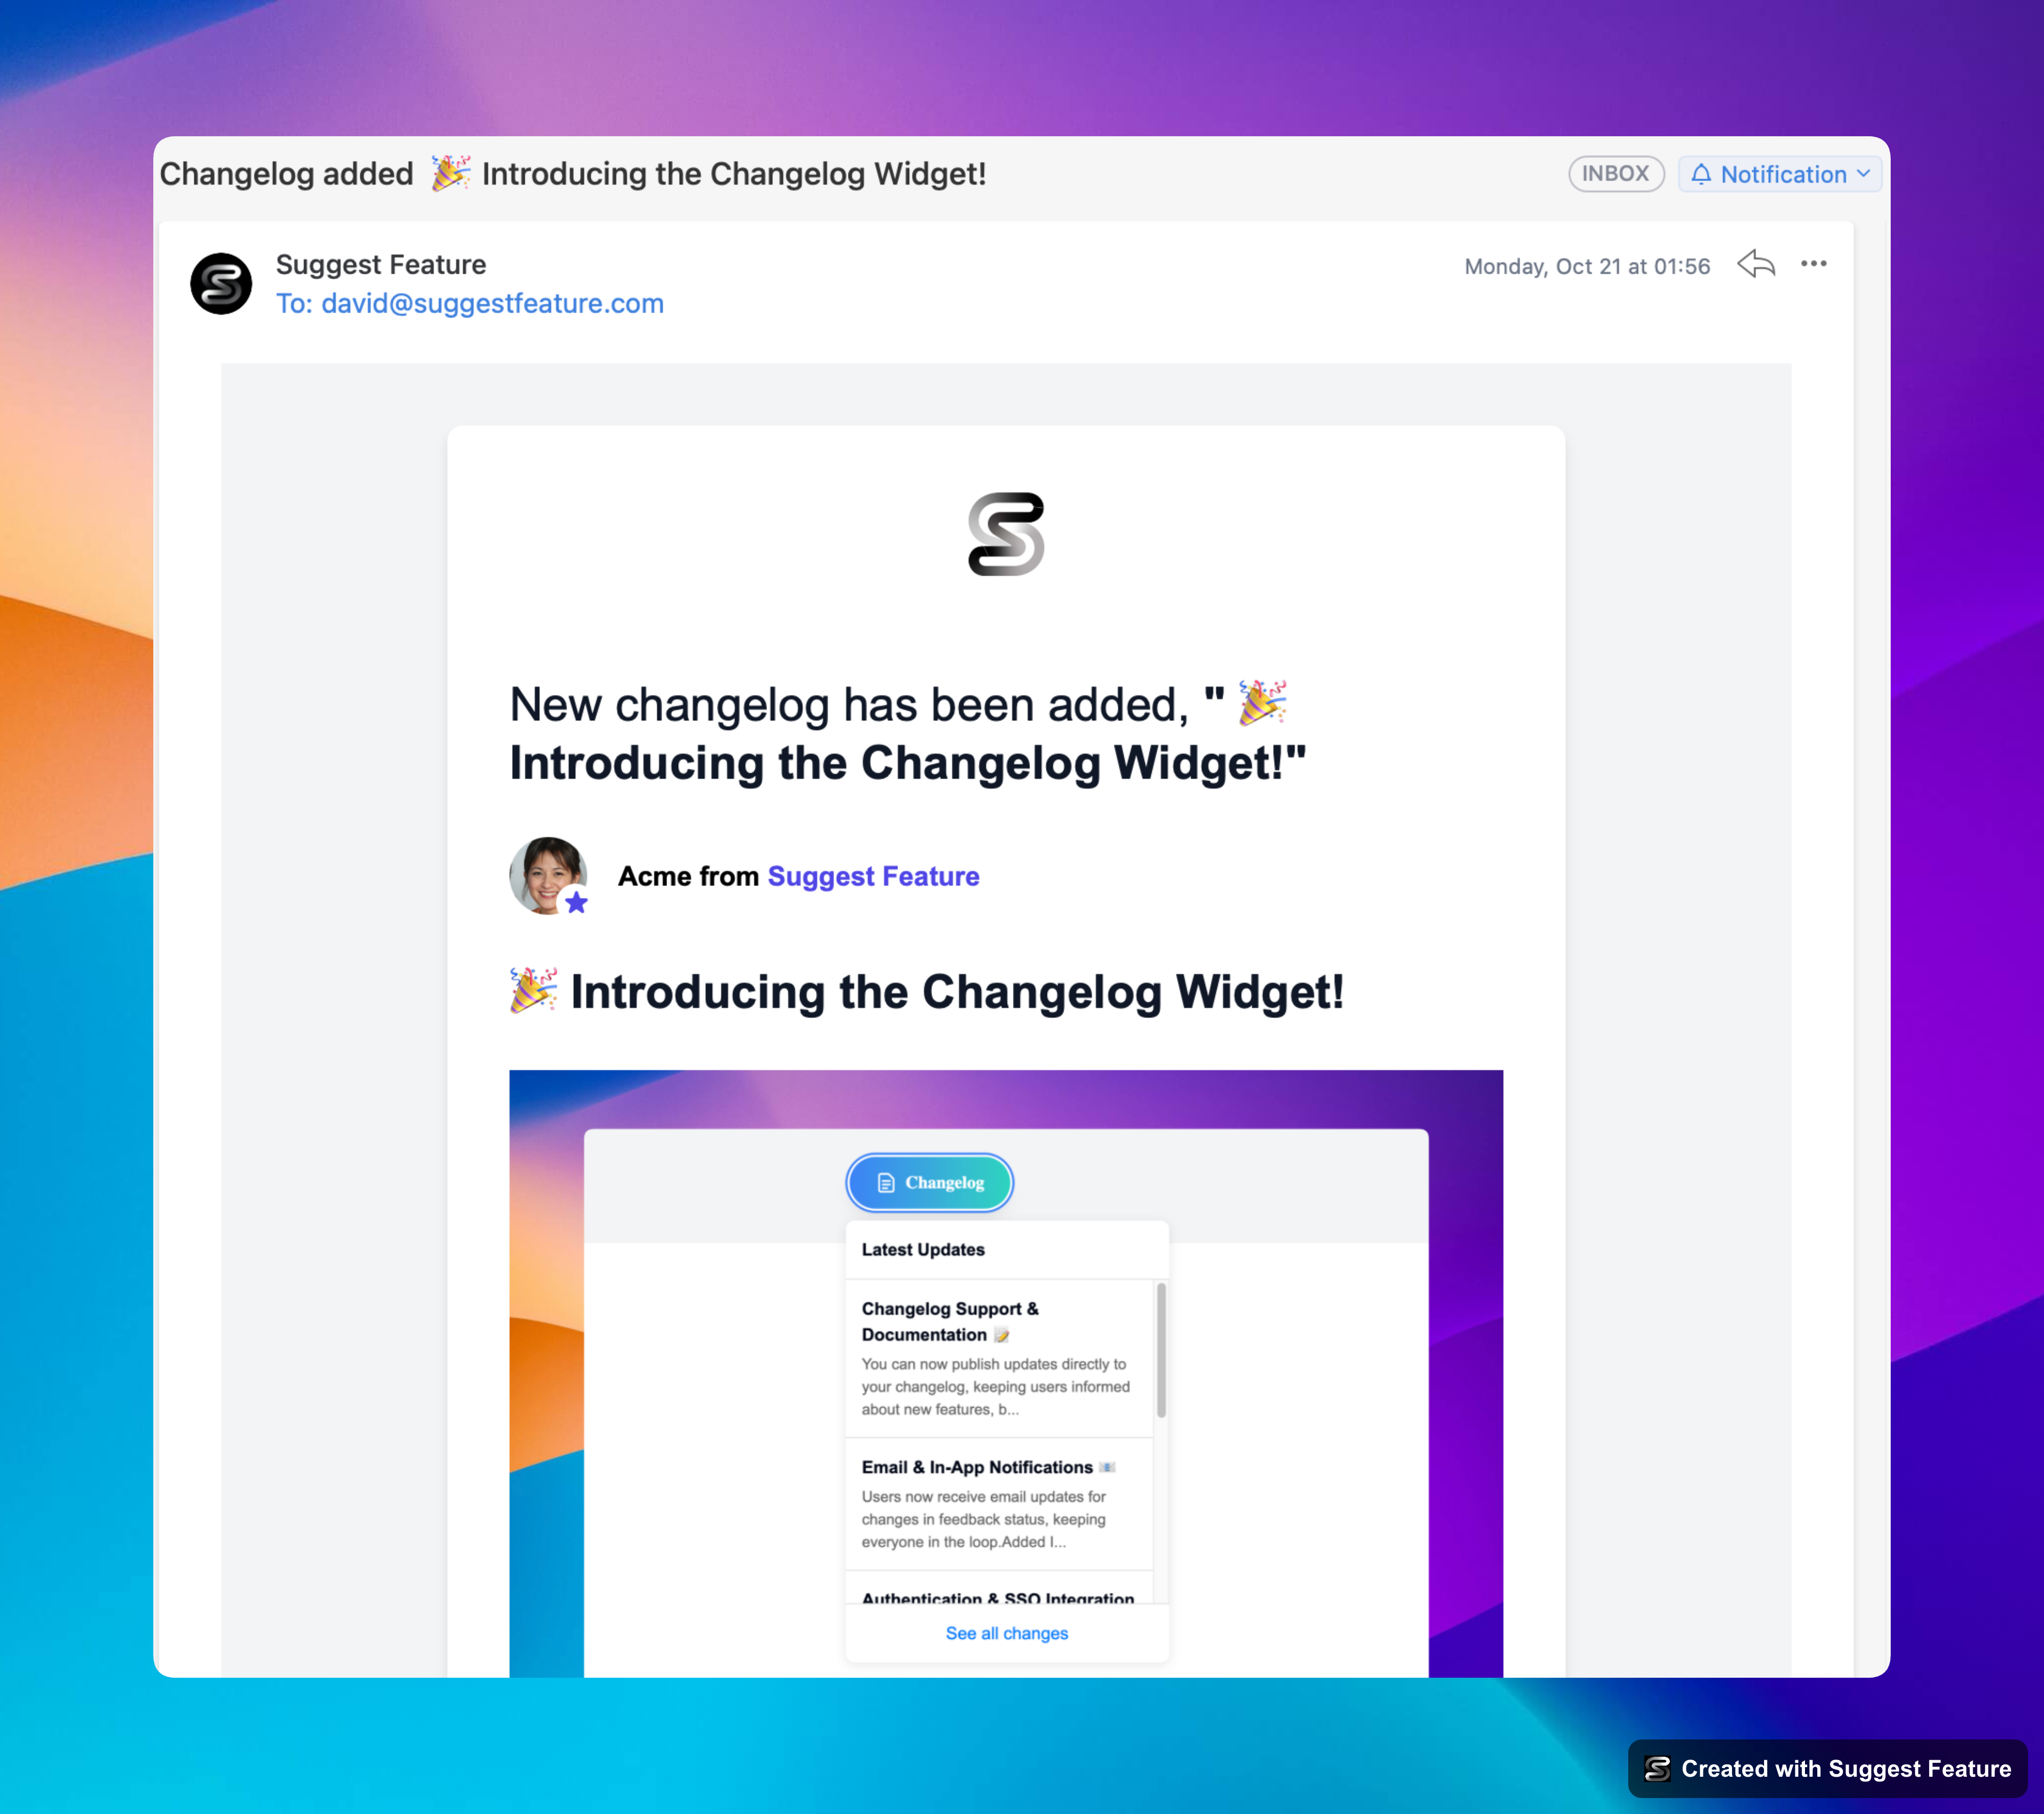 Changelog added 🎉 Introducing the Changelog Widget!
INBOX
Notification
Suggest Feature
Monday, Oct 21 at 01:56
To: david@suggestfeature.com
New changelog has been added, "🎉
Introducing the Changelog Widget!"
Acme from Suggest Feature
🎉 Introducing the Changelog Widget!
Changelog
Latest Updates
Changelog Support &
Documentation 📝
You can now publish updates directly to
your changelog, keeping users informed
about new features, b...
Email & In-App Notifications 📧
Users now receive email updates for
changes in feedback status, keeping
everyone in the loop.Added I...
Authentication & SSO Integration
See all changes
Created with Suggest Feature